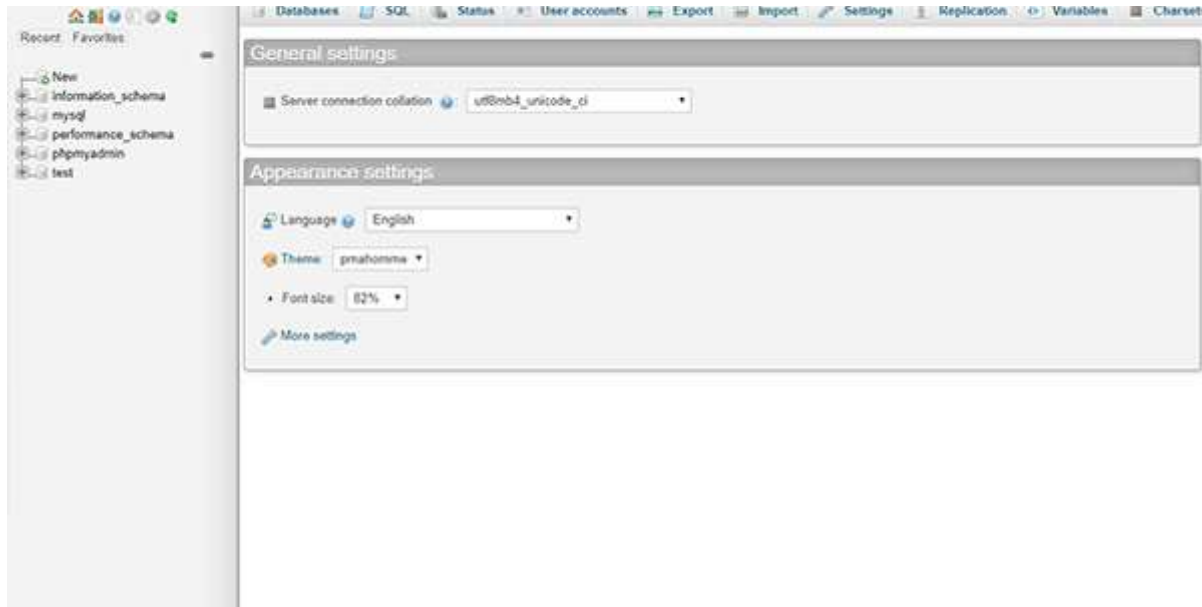 Databases SQL Status User accounts Export Import Settings Replication Variables Charset
Recent Favorites
New
information_schema
mysql
performance_schema
phpmyadmin
test
General settings
Server connection collation : utf8mb4_unicode_ci
Appearance settings
Language English
Theme: pmahomme
Font size: 82%
More settings